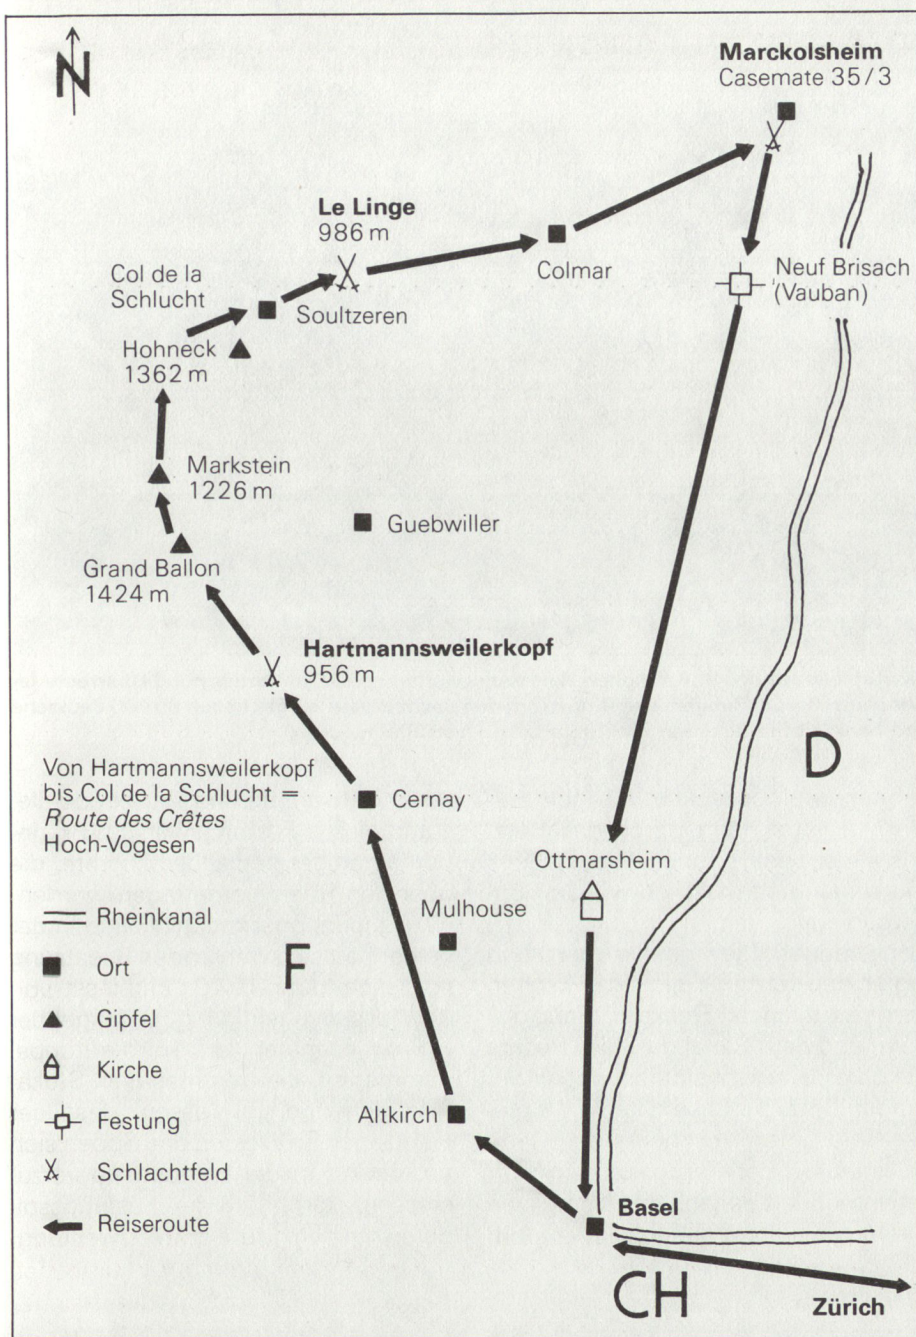 N
Marckolsheim
Casemate 35/3
Le Linge
986 m
Colmar
Neuf Brisach
(Vauban)
Col de la
Schlucht
Soultzeren
Hohneck
1362 m
Markstein
1226 m
Guebwiller
Grand Ballon
1424 m
Hartmannsweilerkopf
956 m
D
Von Hartmannsweilerkopf
bis Col de la Schlucht =
Route des Crêtes
Hoch-Vogesen
Cernay
Ottmarsheim
Mulhouse
F
Rheinkanal
Ort
Gipfel
Kirche
Festung
Schlachtfeld
Reiseroute
Altkirch
Basel
CH
Zürich